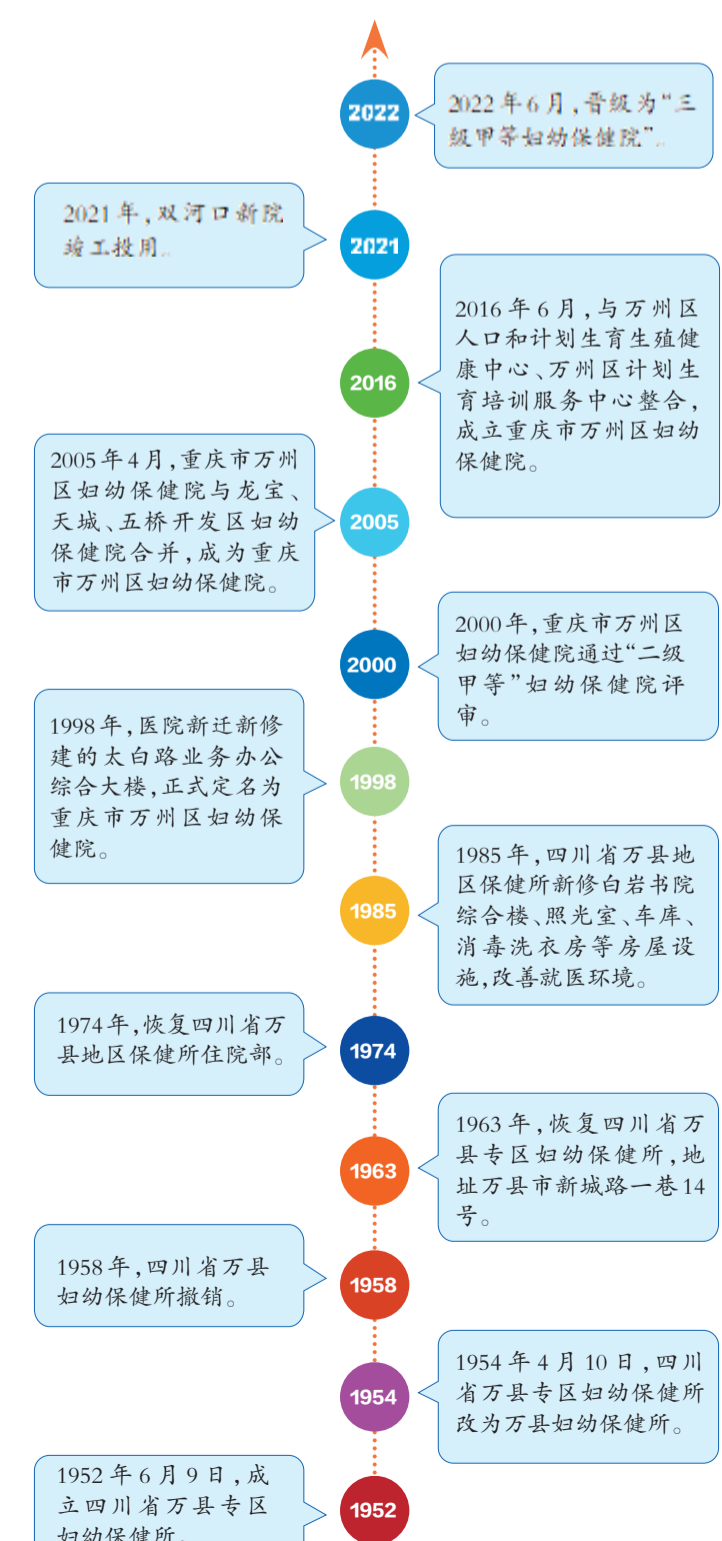 2022
2022年6月,晋级为“三
级甲等妇幼保健院”。
2021年,双河口新院
竣工投用。
2021
2016年6月,与万州区
人口和计划生育生殖健
康中心、万州区计划生
育培训服务中心整合,
成立重庆市万州区妇幼
保健院。
2016
2005年4月,重庆市万州
区妇幼保健院与龙宝、
天城、五桥开发区妇幼
保健院合并,成为重庆
市万州区妇幼保健院。
2005
2000年,重庆市万州区
妇幼保健院通过“二级
甲等”妇幼保健院评
审。
2000
1998年,医院新迁新修
建的太白路业务办公
综合大楼,正式定名为
重庆市万州区妇幼保
健院。
1998
1985年,四川省万县地
区保健所新修白岩书院
综合楼、照光室、车库、
消毒洗衣房等房屋设
施,改善就医环境。
1985
1974年,恢复四川省万
县地区保健所住院部。
1974
1963年,恢复四川省万
县专区妇幼保健所,地
址万县市新城路一巷14
号。
1963
1958年,四川省万县
妇幼保健所撤销。
1958
1954年4月10日,四川
省万县专区妇幼保健所
改为万县妇幼保健所。
1954
1952年6月9日,成
立四川省万县专区
妇幼保健所。
1952